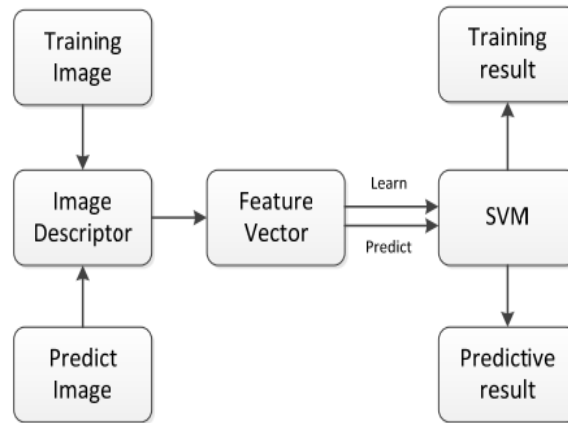 Training
Image
Training
result
Image
Descriptor
Feature
Vector
Learn
Predict
SVM
Predict
Image
Predictive
result